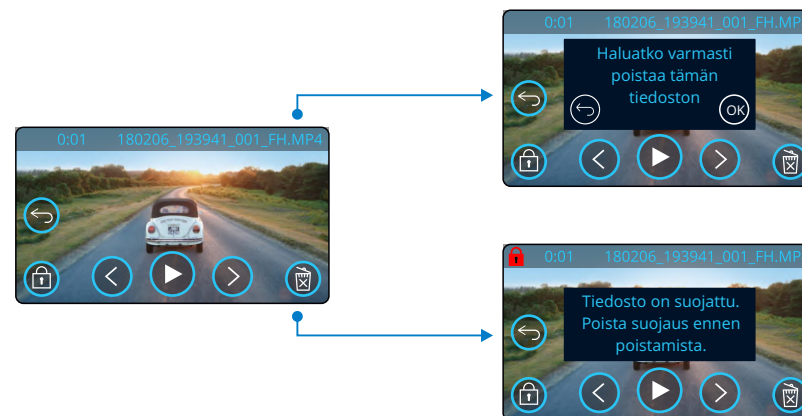 0:01 180206_193941_001_FH.MP4
0:01 180206_193941_001_FH.MP
Haluatko varmasti
poistaa tämän
tiedoston
OK
0:01 180206_193941_001_FH.MP
Tiedosto on suojattu.
Poista suojaus ennen
poistamista.